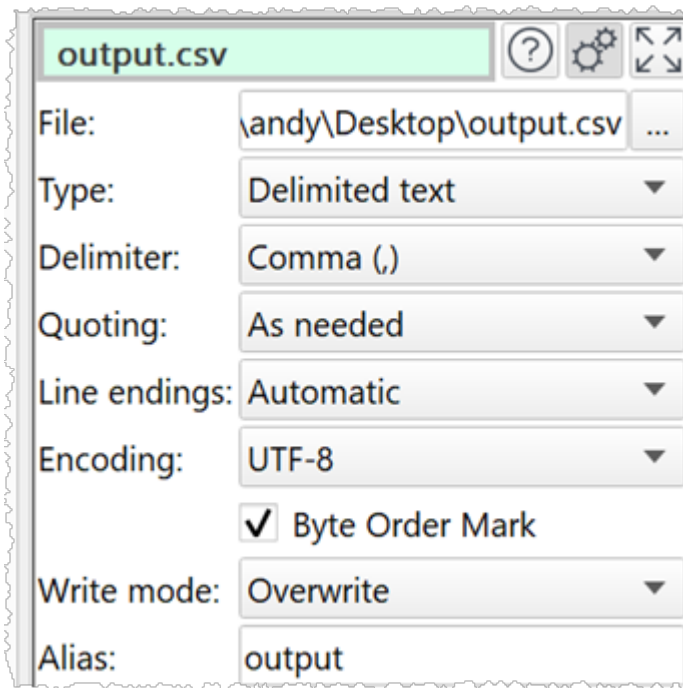 output.csv
File: \andy\Desktop\output.csv ...
Type: Delimited text
Delimiter: Comma (,)
Quoting: As needed
Line endings: Automatic
Encoding: UTF-8
Byte Order Mark
Write mode: Overwrite
Alias: output